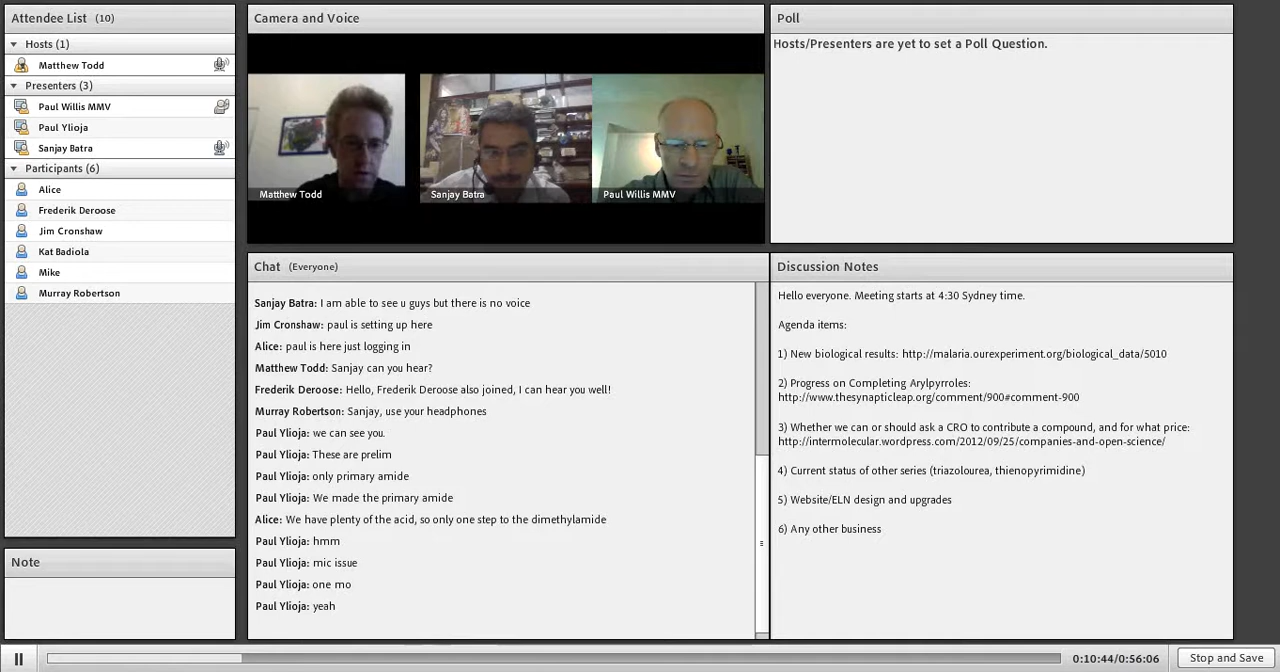 Attendee List (10)
Hosts (1)
Matthew Todd
Presenters (3)
Paul Willis MMV
Paul Ylioja
Sanjay Batra
Participants (6)
Alice
Frederik Deroose
Jim Cronshaw
Kat Badiola
Mike
Murray Robertson
Note
Camera and Voice
Matthew Todd
Sanjay Batra
Paul Willis MMV
Chat (Everyone)
Sanjay Batra: I am able to see u guys but there is no voice
Jim Cronshaw: paul is setting up here
Alice: paul is here just logging in
Matthew Todd: Sanjay can you hear?
Frederik Deroose: Hello, Frederik Deroose also joined, I can hear you well!
Murray Robertson: Sanjay, use your headphones
Paul Ylioja: we can see you.
Paul Ylioja: These are prelim
Paul Ylioja: only primary amide
Paul Ylioja: We made the primary amide
Alice: We have plenty of the acid, so only one step to the dimethylamide
Paul Ylioja: hmm
Paul Ylioja: mic issue
Paul Ylioja: one mo
Paul Ylioja: yeah
Poll
Hosts/Presenters are yet to set a Poll Question.
Discussion Notes
Hello everyone. Meeting starts at 4:30 Sydney time.
Agenda items:
1) New biological results: http://malaria.ourexperiment.org/biological_data/5010
2) Progress on Completing Arylpyrroles:
http://www.thesynapticleap.org/comment/900#comment-900
3) Whether we can or should ask a CRO to contribute a compound, and for what price:
http://intermolecular.wordpress.com/2012/09/25/companies-and-open-science/
4) Current status of other series (triazolourea, thienopyrimidine)
5) Website/ELN design and upgrades
6) Any other business
0:10:44/0:56:06
Stop and Save